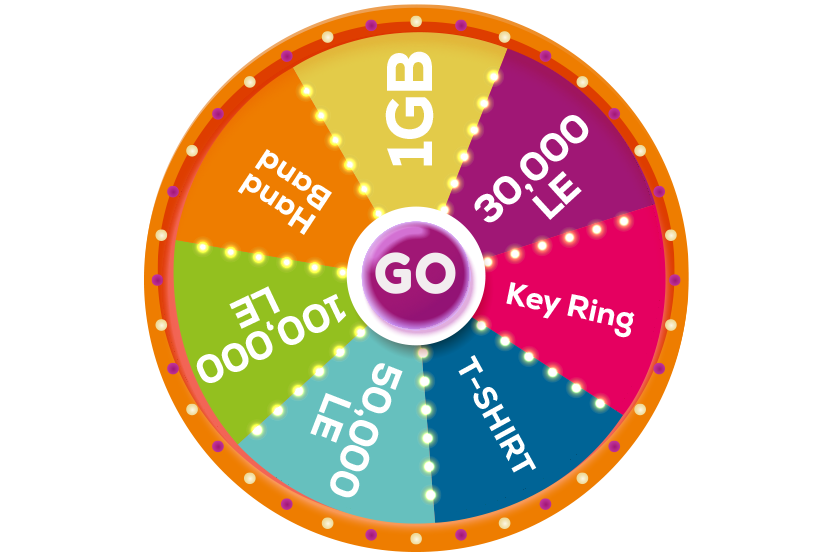 1GB
30,000
LE
Key Ring
T-SHIRT
50,000
LE
100,000
LE
Hand
Band
GO